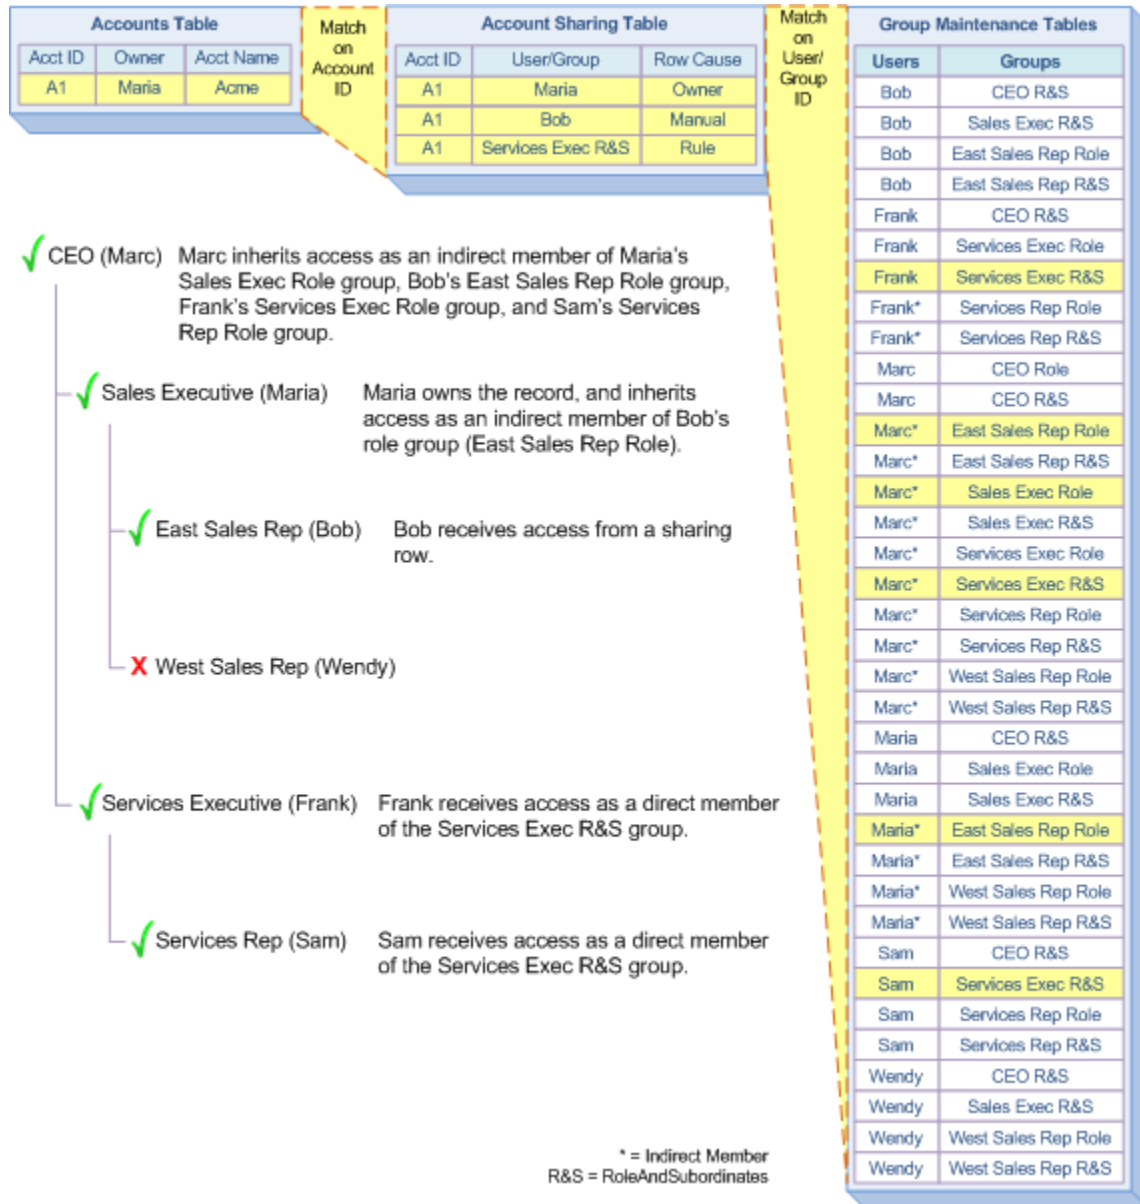 Accounts Table
Acct ID Owner Acct Name
A1 Maria Acme
Match
on
Account
ID
Account Sharing Table
Acct ID User/Group Row Cause
A1 Maria Owner
A1 Bob Manual
A1 Services Exec R&S Rule
Match
on
User/
Group
ID
Group Maintenance Tables
Users Groups
Bob CEO R&S
Bob Sales Exec R&S
Bob East Sales Rep Role
Bob East Sales Rep R&S
Frank CEO R&S
Frank Services Exec Role
Frank Services Exec R&S
Frank* Services Rep Role
Frank* Services Rep R&S
Marc CEO Role
Marc CEO R&S
Marc* East Sales Rep Role
Marc* East Sales Rep R&S
Marc* Sales Exec Role
Marc* Sales Exec R&S
Marc* Services Exec Role
Marc* Services Exec R&S
Marc* Services Rep Role
Marc* Services Rep R&S
Marc* West Sales Rep Role
Marc* West Sales Rep R&S
Maria CEO R&S
Maria Sales Exec Role
Maria Sales Exec R&S
Maria* East Sales Rep Role
Maria* East Sales Rep R&S
Maria* West Sales Rep Role
Maria* West Sales Rep R&S
Sam CEO R&S
Sam Services Exec R&S
Sam Services Rep Role
Sam Services Rep R&S
Wendy CEO R&S
Wendy Sales Exec R&S
Wendy West Sales Rep Role
Wendy West Sales Rep R&S
CEO (Marc) Marc inherits access as an indirect member of Maria's
Sales Exec Role group, Bob's East Sales Rep Role group,
Frank's Services Exec Role group, and Sam's Services
Rep Role group.
Sales Executive (Maria) Maria owns the record, and inherits
access as an indirect member of Bob's
role group (East Sales Rep Role).
East Sales Rep (Bob) Bob receives access from a sharing
row.
X West Sales Rep (Wendy)
Services Executive (Frank) Frank receives access as a direct member
of the Services Exec R&S group.
Services Rep (Sam) Sam receives access as a direct member
of the Services Exec R&S group.
* = Indirect Member
R&S = RoleAndSubordinates